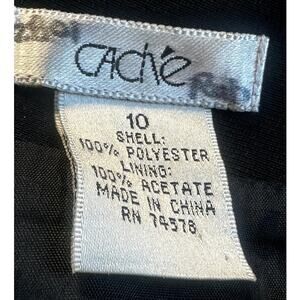 CACHé
10
SHELL:
100% POLYESTER
LINING:
100% ACETATE
MADE IN CHINA
RN 74578